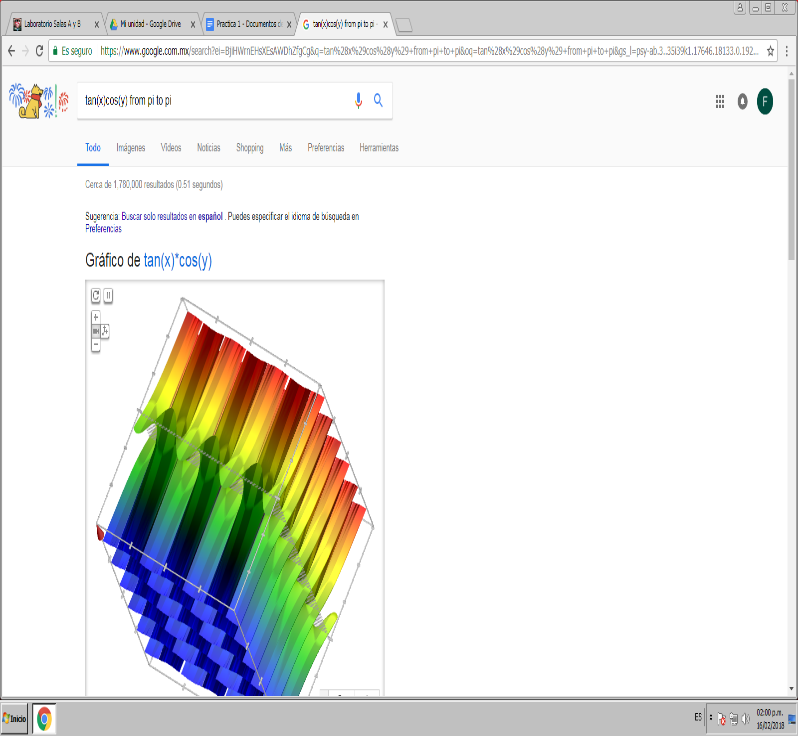 Laboratorio Salas A y B
Mi unidad - Google Drive
Practica 1 - Documentos d
tan(x)cos(y) from pi to pi -
Es seguro
https://www.google.com.mx/search?ei=BjiHWrnEHsXEsAWDhZfgCg&q=tan%28x%29cos%28y%29+from+pi+to+pi&oq=tan%28x%29cos%28y%29+from+pi+to+pi&gs_l=psy-ab.3..35i39k1.17646.18133.0.192...
tan(x)cos(y) from pi to pi
F
Todo
Imágenes
Vídeos
Noticias
Shopping
Más
Preferencias
Herramientas
Cerca de 1.780,000 resultados (0.51 segundos)
Sugerencia: Buscar solo resultados en español . Puedes especificar el idioma de búsqueda en
Preferencias
Gráfico de tan(x)*cos(y)
Inicio
ES
02:00 p.m.
16/02/2018